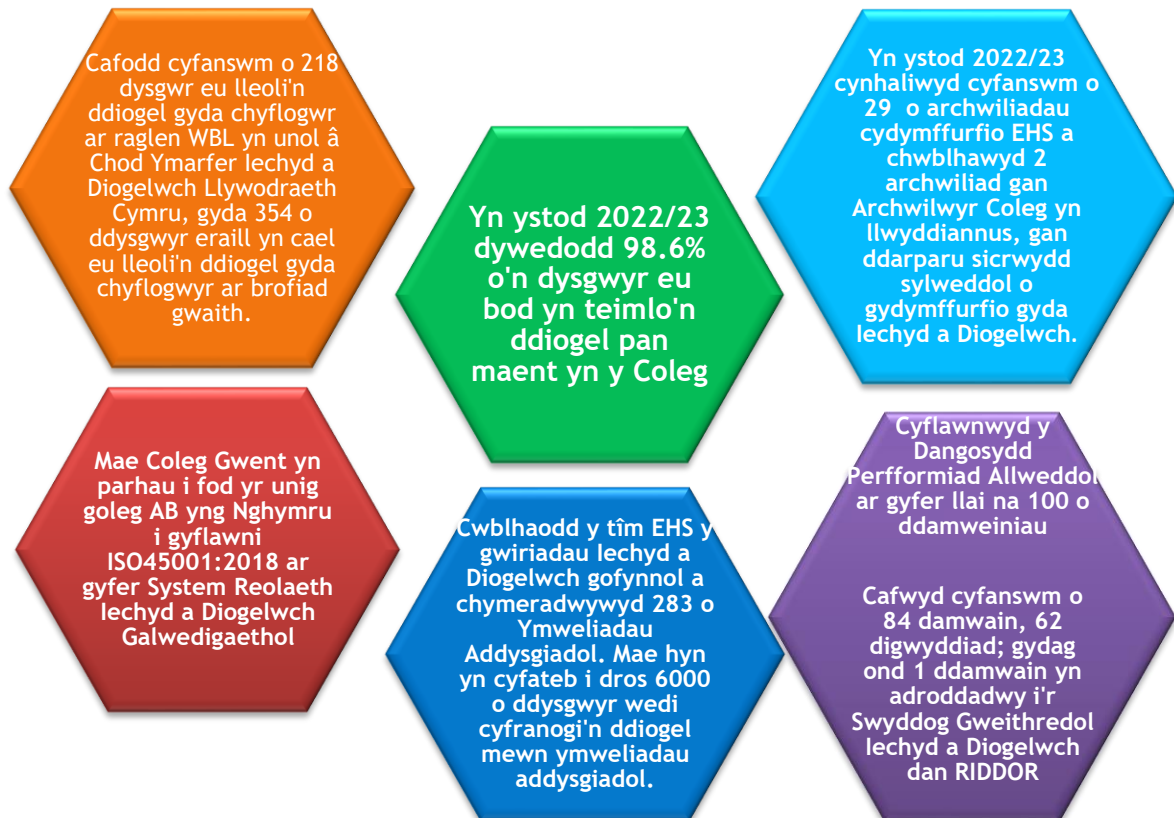 Cafodd cyfanswm o 218
dysgwr eu lleoli'n
ddiogel gyda chyflogwr
ar raglen WBL yn unol â
Chod Ymarfer Iechyd a
Diogelwch Llywodraeth
Cymru, gyda 354 o
ddysgwyr eraill yn cael
eu lleoli'n ddiogel gyda
chyflogwyr ar brofiad
gwaith.
Yn ystod 2022/23
dywedodd 98.6%
o'n dysgwyr eu
bod yn teimlo'n
ddiogel pan
maent yn y Coleg
Yn ystod 2022/23
cynhaliwyd cyfanswm o
29 o archwiliadau
cydymffurfio EHS a
chwblhawyd 2
archwiliad gan
Archwilwyr Coleg yn
llwyddiannus, gan
ddarparu sicrwydd
sylweddol o
gydymffurfio gyda
Iechyd a Diogelwch.
Mae Coleg Gwent yn
parhau i fod yr unig
goleg AB yng Nghymru
i gyflawni
ISO45001:2018 ar
gyfer System Reolaeth
Iechyd a Diogelwch
Galwedigaethol
Cwblhaodd y tîm EHS y
gwiriadau Iechyd a
Diogelwch gofynnol a
chymeradwywyd 283 o
Ymweliadau
Addysgiadol. Mae hyn
yn cyfateb i dros 6000
o ddysgwyr wedi
cyfranogi'n ddiogel
mewn ymweliadau
addysgiadol.
Cyflawnwyd y
Dangosydd
Perfformiad Allweddol
ar gyfer llai na 100 o
ddamweiniau
Cafwyd cyfanswm o
84 damwain, 62
digwyddiad; gydag
ond 1 ddamwain yn
adroddadwy i'r
Swyddog Gweithredol
Iechyd a Diogelwch
dan RIDDOR